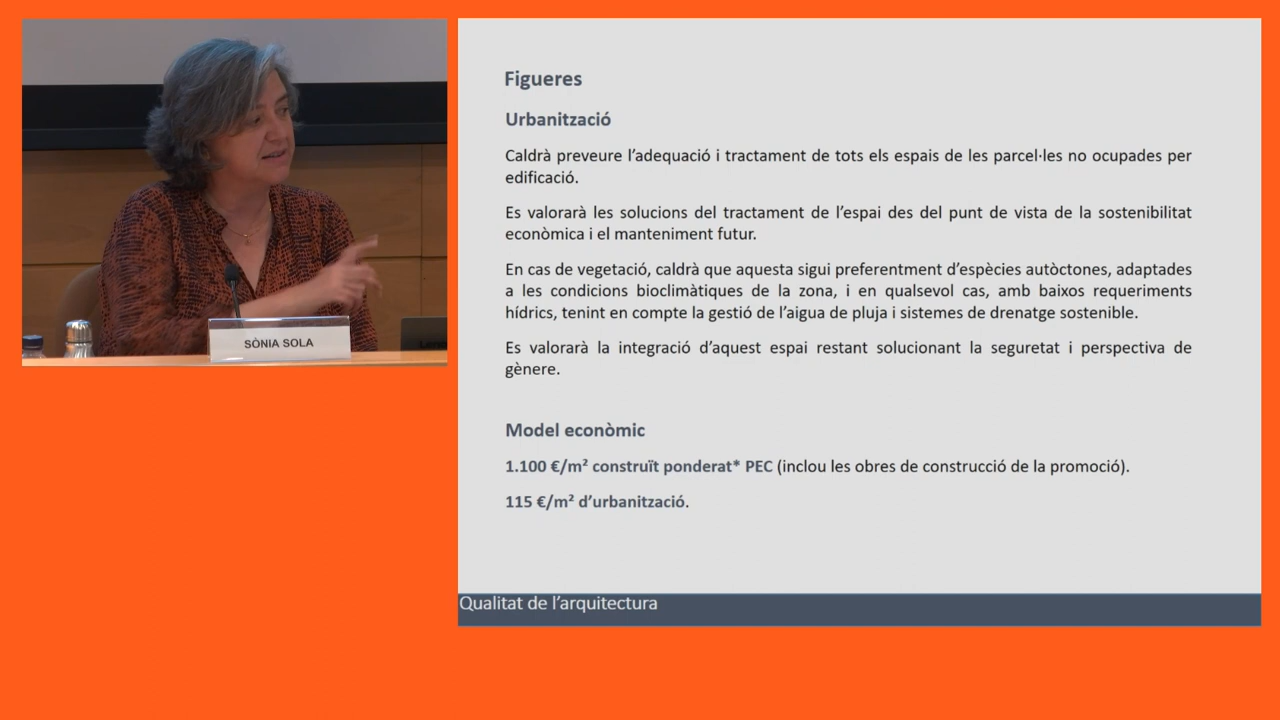 SÒNIA SOLA
Figueres
Urbanització
Caldrà preveure l’adequació i tractament de tots els espais de les parcel·les no ocupades per
edificació.
Es valorarà les solucions del tractament de l’espai des del punt de vista de la sostenibilitat
econòmica i el manteniment futur.
En cas de vegetació, caldrà que aquesta sigui preferentment d’espècies autòctones, adaptades
a les condicions bioclimàtiques de la zona, i en qualsevol cas, amb baixos requeriments
hídrics, tenint en compte la gestió de l’aigua de pluja i sistemes de drenatge sostenible.
Es valorarà la integració d’aquest espai restant solucionant la seguretat i perspectiva de
gènere.
Model econòmic
1.100 €/m² construït ponderat* PEC (inclou les obres de construcció de la promoció).
115 €/m² d’urbanització.
Qualitat de l’arquitectura